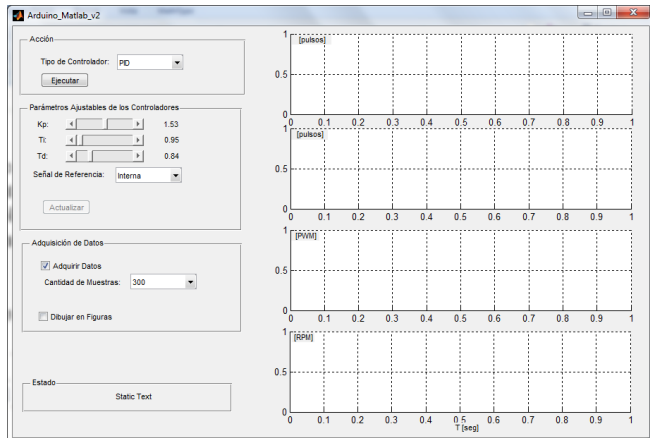 Arduino_Matlab_v2
Acción
Tipo de Controlador: PID
Ejecutar
Parámetros Ajustables de los Controladores
Kp: 1.53
Ti: 0.95
Td: 0.84
Señal de Referencia: Interna
Actualizar
Adquisición de Datos
Adquirir Datos
Cantidad de Muestras: 300
Dibujar en Figuras
Estado
Static Text
1
[pulsos]
0.5
0
0 0.1 0.2 0.3 0.4 0.5 0.6 0.7 0.8 0.9 1
1
[pulsos]
0.5
0
0 0.1 0.2 0.3 0.4 0.5 0.6 0.7 0.8 0.9 1
1
[PWM]
0.5
0
0 0.1 0.2 0.3 0.4 0.5 0.6 0.7 0.8 0.9 1
1
[RPM]
0.5
0
0 0.1 0.2 0.3 0.4 0.5 0.6 0.7 0.8 0.9 1
T [seg]